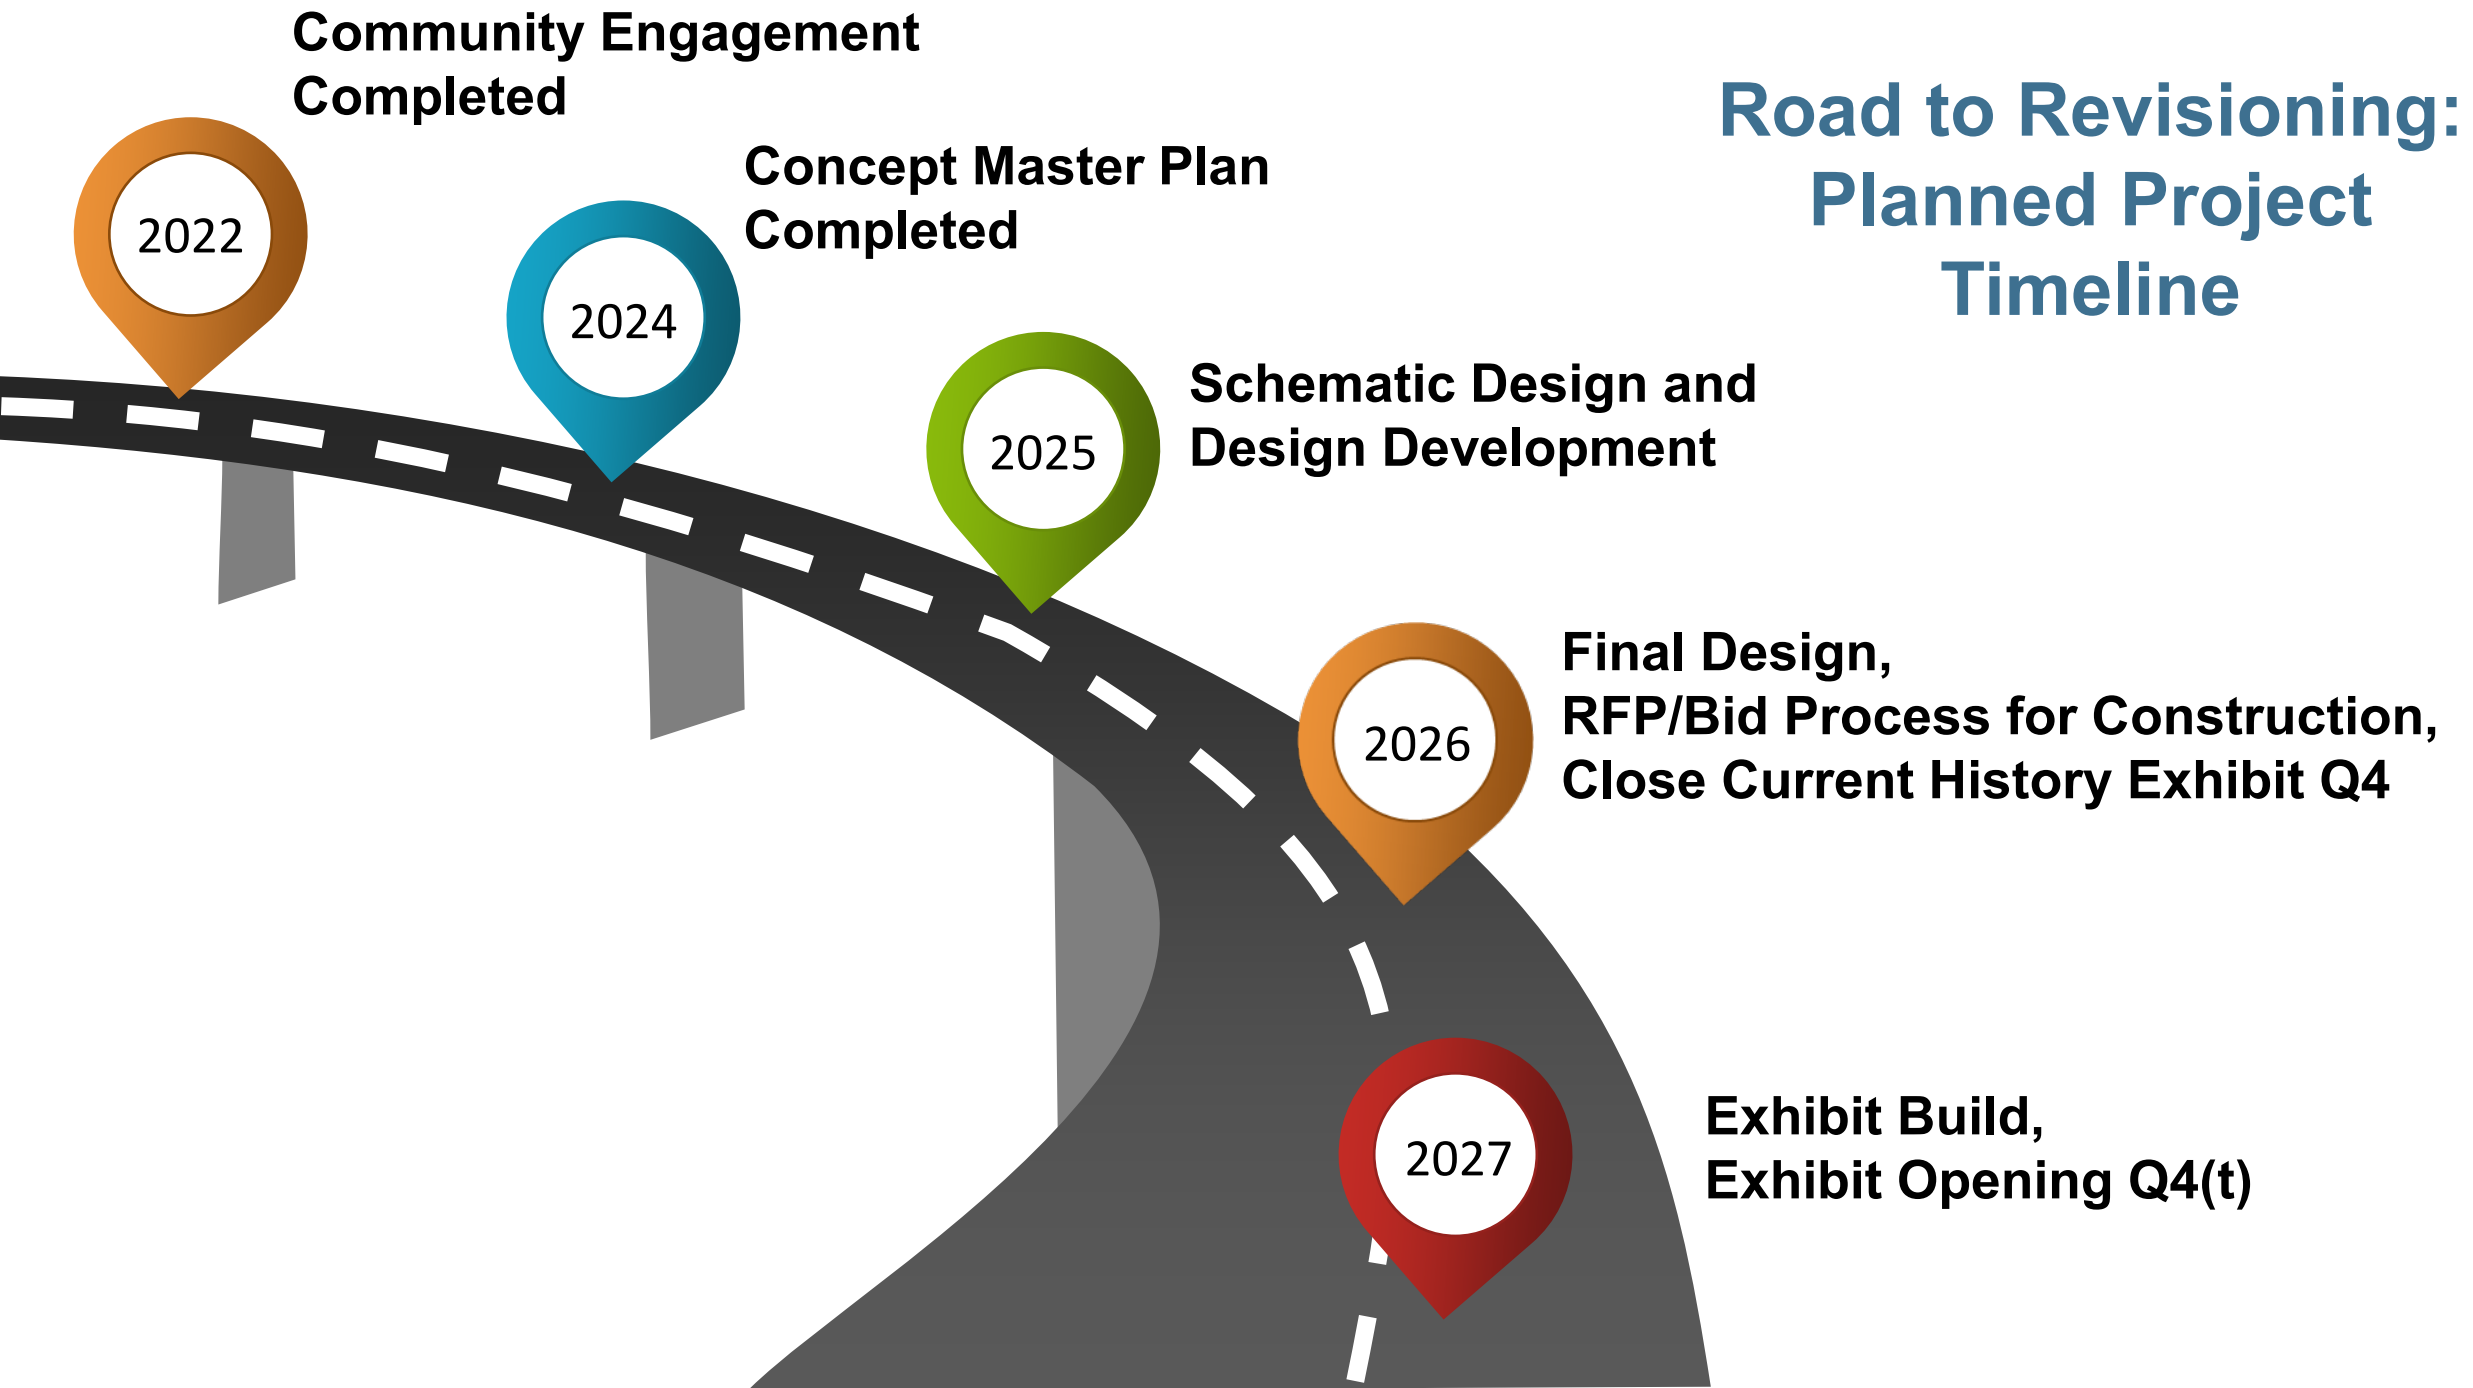 Road to Revisioning:
Planned Project
Timeline
2022
Community Engagement
Completed
2024
Concept Master Plan
Completed
2025
Schematic Design and
Design Development
2026
Final Design,
RFP/Bid Process for Construction,
Close Current History Exhibit Q4
2027
Exhibit Build,
Exhibit Opening Q4(t)